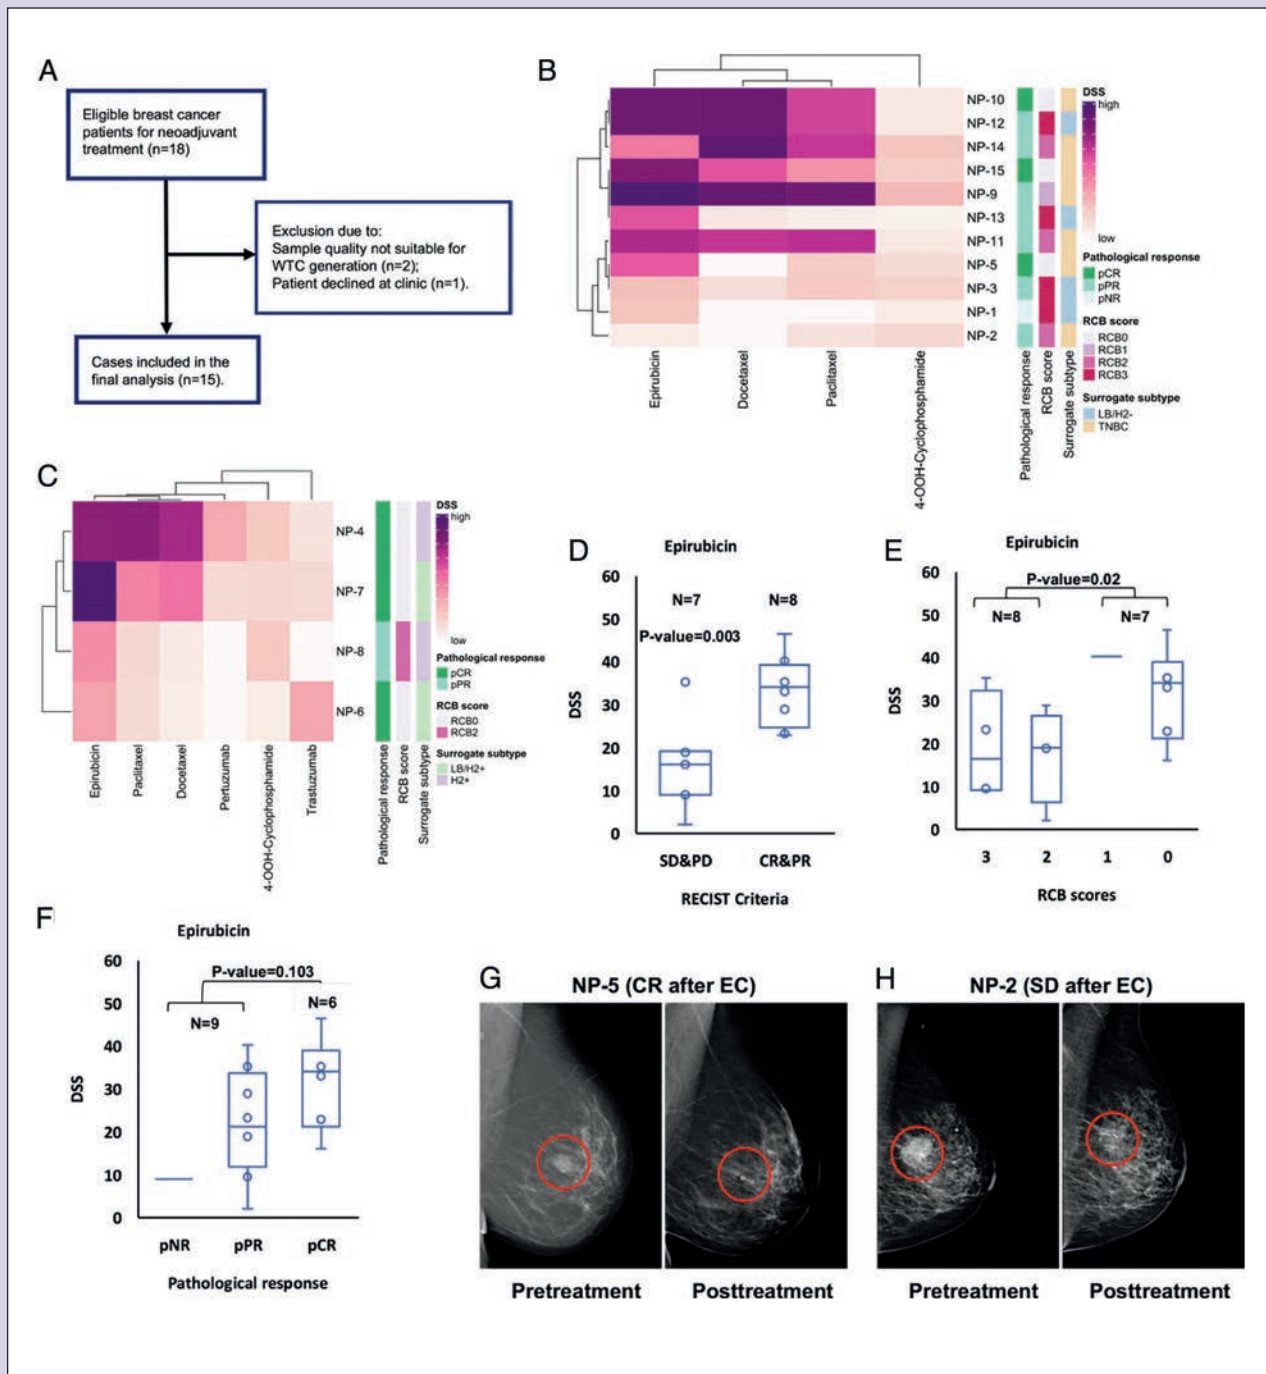 A
Eligible breast cancer
patients for neoadjuvant
treatment (n=18)
Exclusion due to:
Sample quality not suitable for
WTC generation (n=2);
Patient declined at clinic (n=1).
Cases included in the
final analysis (n=15).
B
NP-10
NP-12
NP-14
NP-15
NP-9
NP-13
NP-11
NP-5
NP-3
NP-1
NP-2
Epirubicin
Docetaxel
Paclitaxel
4-OOH-Cyclophosphamide
Pathological response
RCB score
Surrogate subtype
DSS
high
low
Pathological response
pCR
pPR
pNR
RCB score
RCB0
RCB1
RCB2
RCB3
Surrogate subtype
LB/H2-
TNBC
C
NP-4
NP-7
NP-8
NP-6
Epirubicin
Paclitaxel
Docetaxel
Pertuzumab
4-OOH-Cyclophosphamide
Trastuzumab
Pathological response
RCB score
Surrogate subtype
DSS
high
low
Pathological response
pCR
pPR
RCB score
RCB0
RCB2
Surrogate subtype
LB/H2+
H2+
D
Epirubicin
60
50
40
30
20
10
0
DSS
N=7
N=8
P-value=0.003
SD&PD
CR&PR
RECIST Criteria
E
Epirubicin
60
50
40
30
20
10
0
DSS
P-value=0.02
N=8
N=7
3
2
1
0
RCB scores
F
Epirubicin
60
50
40
30
20
10
0
DSS
P-value=0.103
N=9
N=6
pNR
pPR
pCR
Pathological response
G
NP-5 (CR after EC)
Pretreatment
Posttreatment
H
NP-2 (SD after EC)
Pretreatment
Posttreatment